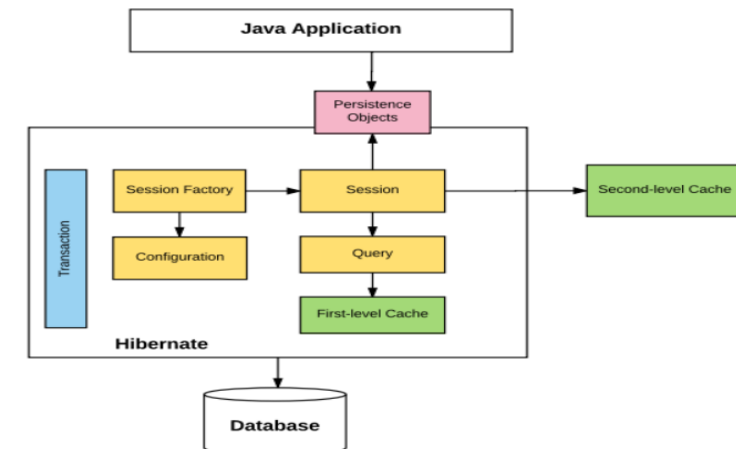 Java Application
Persistence
Objects
Session Factory
Session
Second-level Cache
Transaction
Configuration
Query
First-level Cache
Hibernate
Database